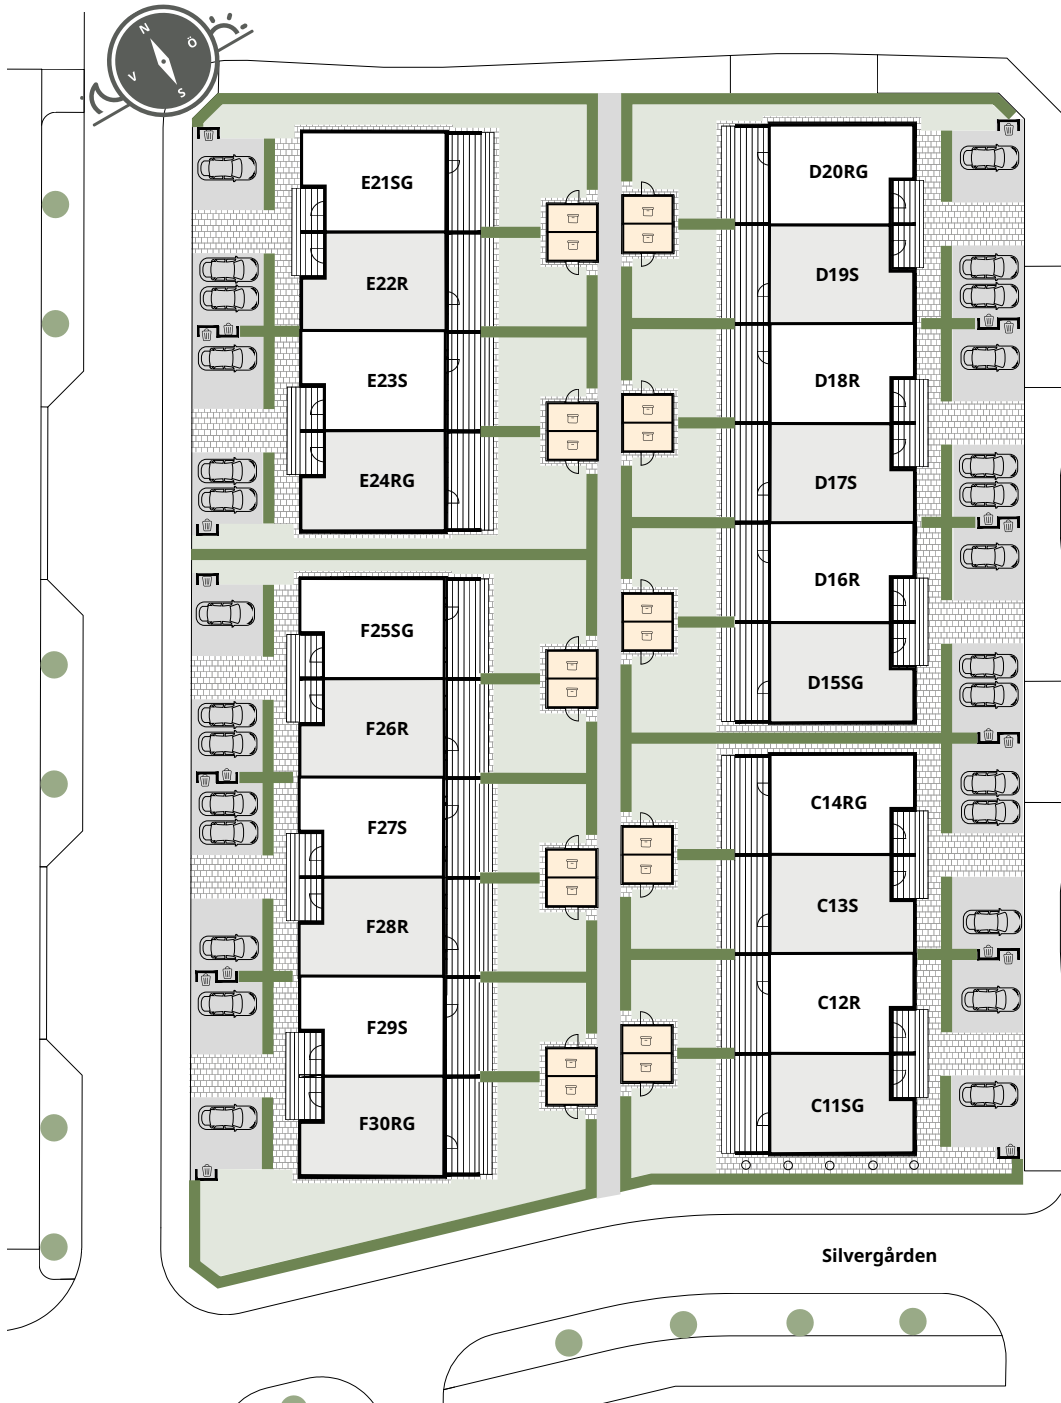 N
Ö
V
S
E21SG
E22R
E23S
E24RG
F25SG
F26R
F27S
F28R
F29S
F30RG
D20RG
D19S
D18R
D17S
D16R
D15SG
C14RG
C13S
C12R
C11SG
Silvergården